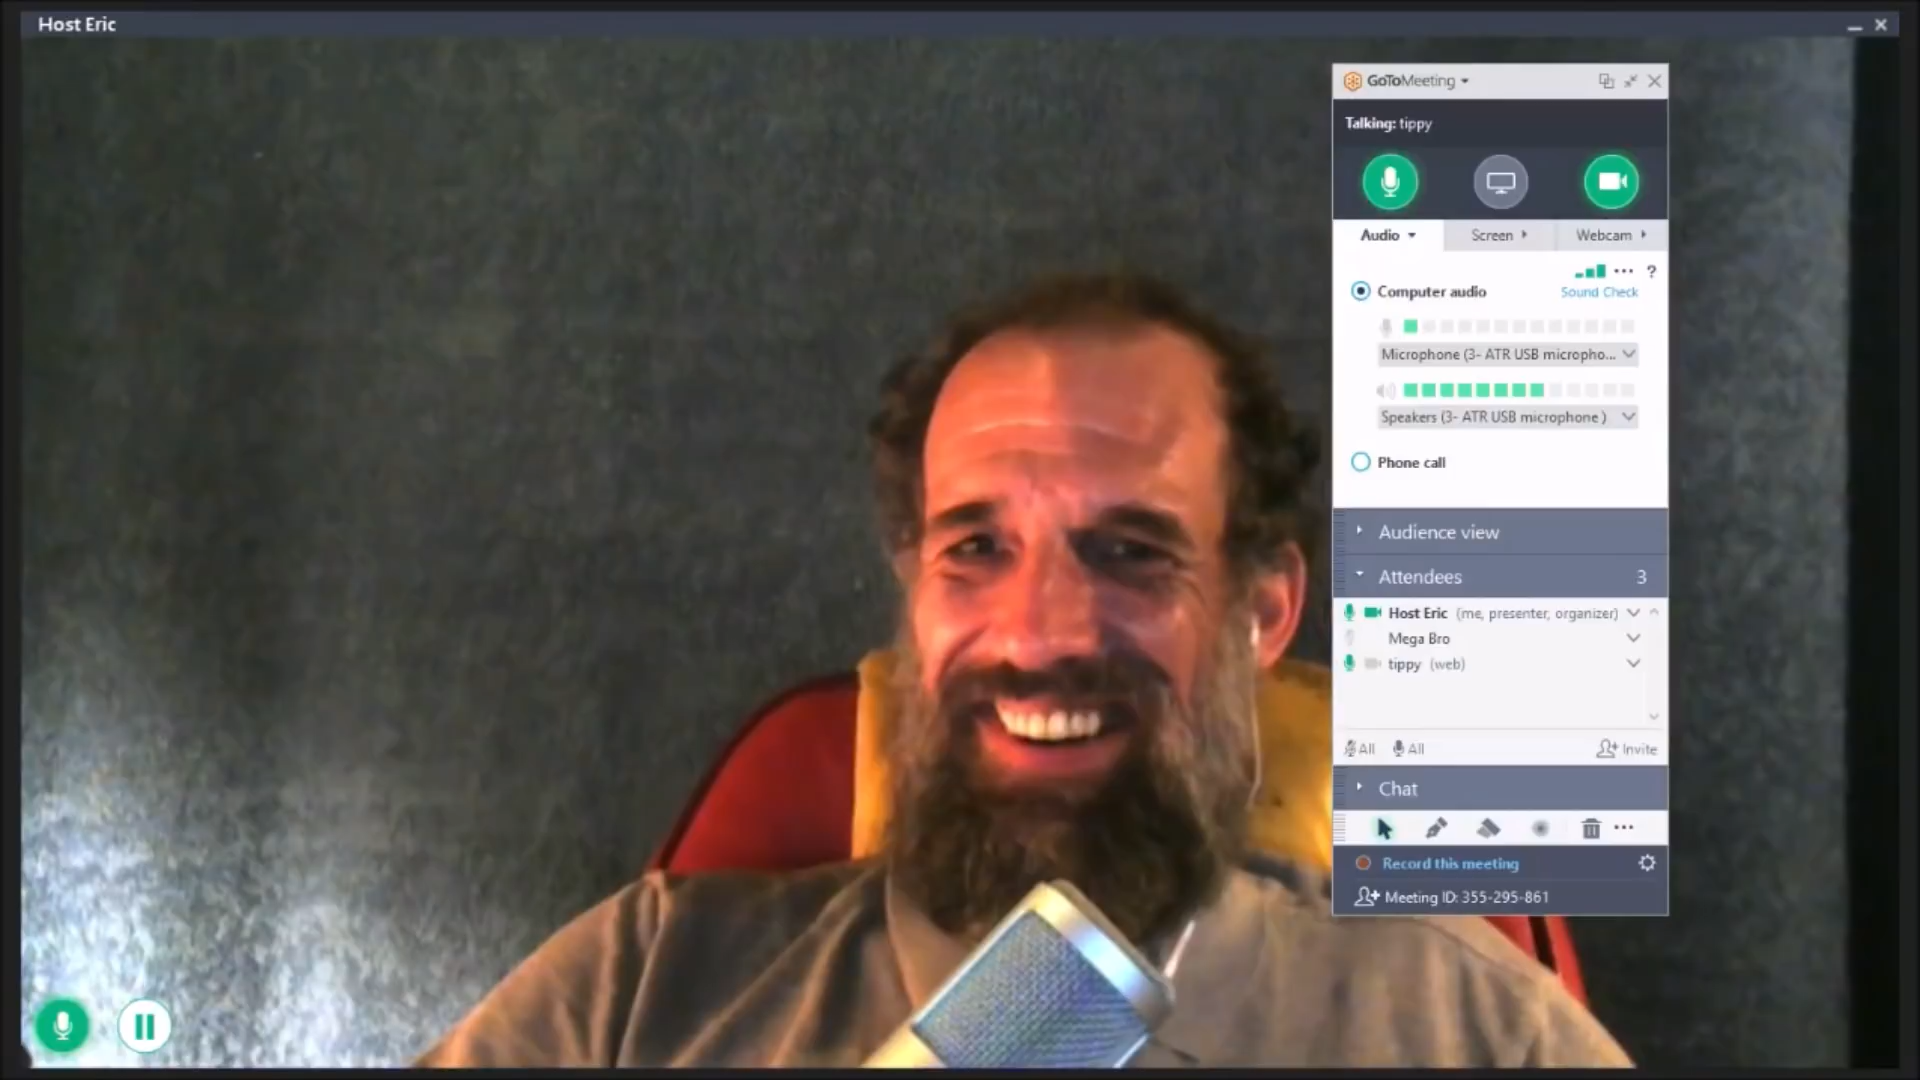 Host Eric
GoToMeeting
Talking: tippy
Audio
Screen
Webcam
?
Computer audio
Sound Check
Microphone (3- ATR USB micropho...
Speakers (3- ATR USB microphone )
Phone call
Audience view
Attendees 3
Host Eric (me, presenter, organizer)
Mega Bro
tippy (web)
All All Invite
Chat
Record this meeting
Meeting ID: 355-295-861